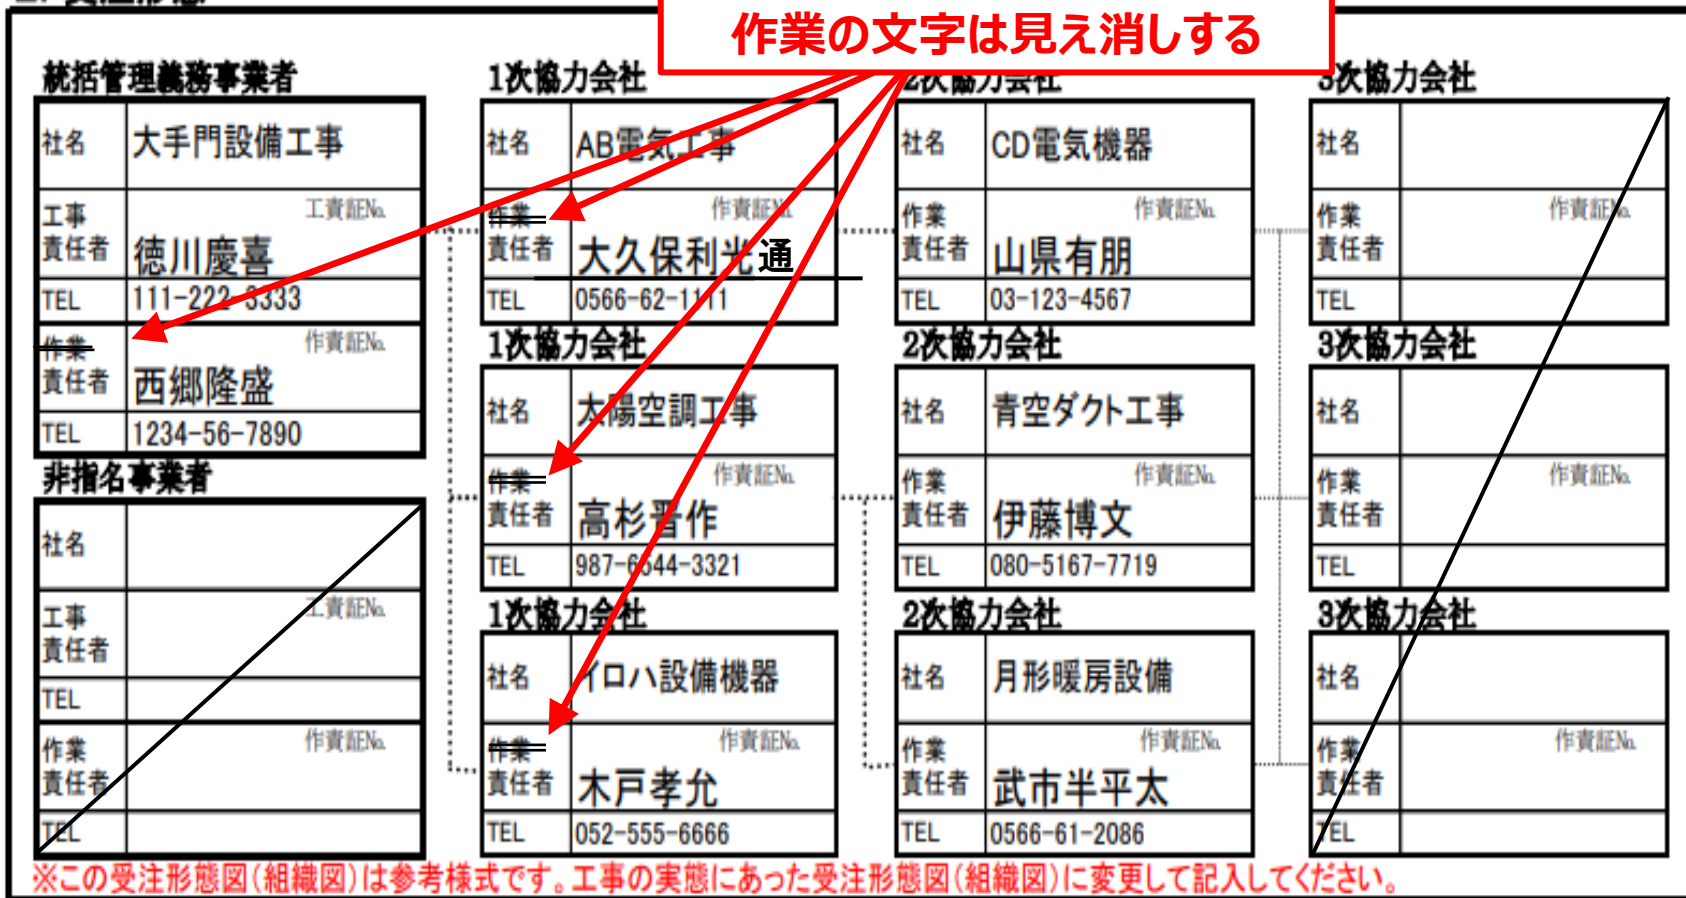 作業の文字は見え消しする
統括管理義務事業者
社名 大手門設備工事
工事責任者 工責証№
徳川慶喜
TEL 111-222-3333
作業責任者 作責証№
西郷隆盛
TEL 1234-56-7890
非指名事業者
社名
工事責任者 工責証№
TEL
作業責任者 作責証№
TEL
1次協力会社
社名 AB電気工事
作業責任者 作責証№
大久保利光通
TEL 0566-62-1111
1次協力会社
社名 太陽空調工事
作業責任者 作責証№
高杉晋作
TEL 987-6544-3321
1次協力会社
社名 イロハ設備機器
作業責任者 作責証№
木戸孝允
TEL 052-555-6666
2次協力会社
社名 CD電気機器
作業責任者 作責証№
山県有朋
TEL 03-123-4567
2次協力会社
社名 青空ダクト工事
作業責任者 作責証№
伊藤博文
TEL 080-5167-7719
2次協力会社
社名 月形暖房設備
作業責任者 作責証№
武市半平太
TEL 0566-61-2086
3次協力会社
社名
作業責任者 作責証№
TEL
3次協力会社
社名
作業責任者 作責証№
TEL
3次協力会社
社名
作業責任者 作責証№
TEL
※この受注形態図(組織図)は参考様式です。工事の実態にあった受注形態図(組織図)に変更して記入してください。